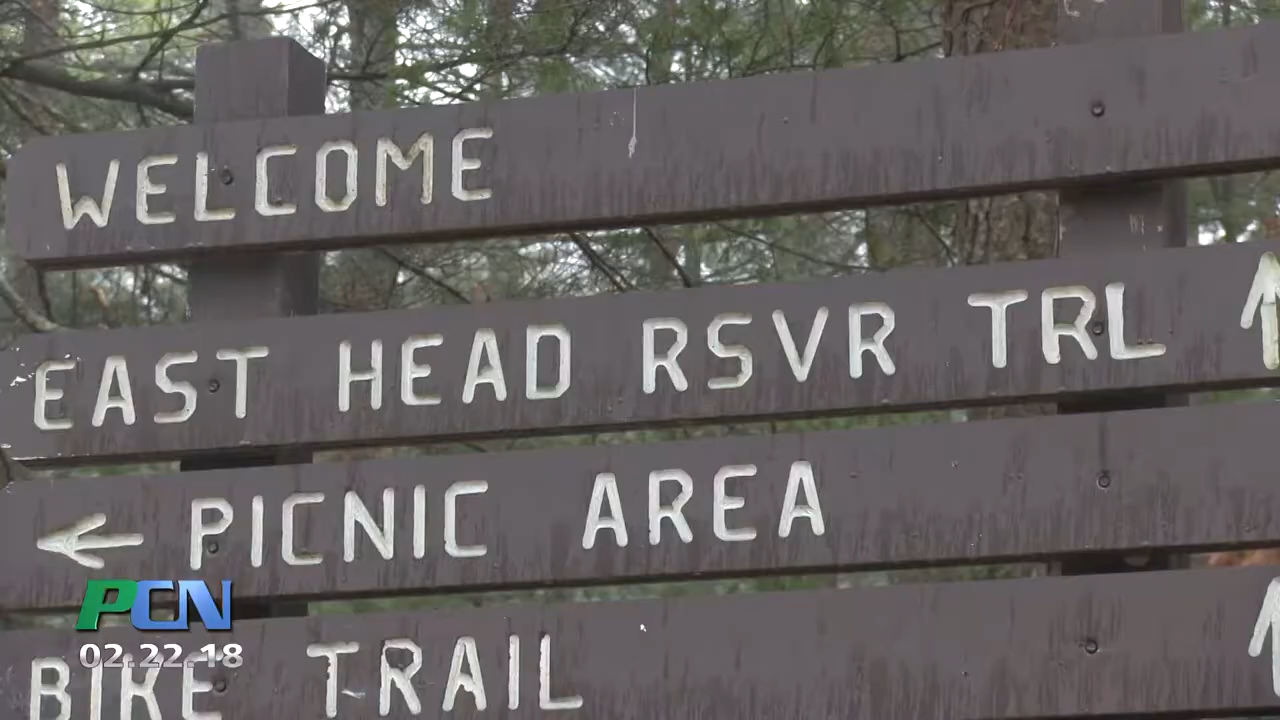 WELCOME
EAST HEAD RSVR TRL ↑
← PICNIC AREA
BIKE TRAIL ↑
PCN
02.22.18